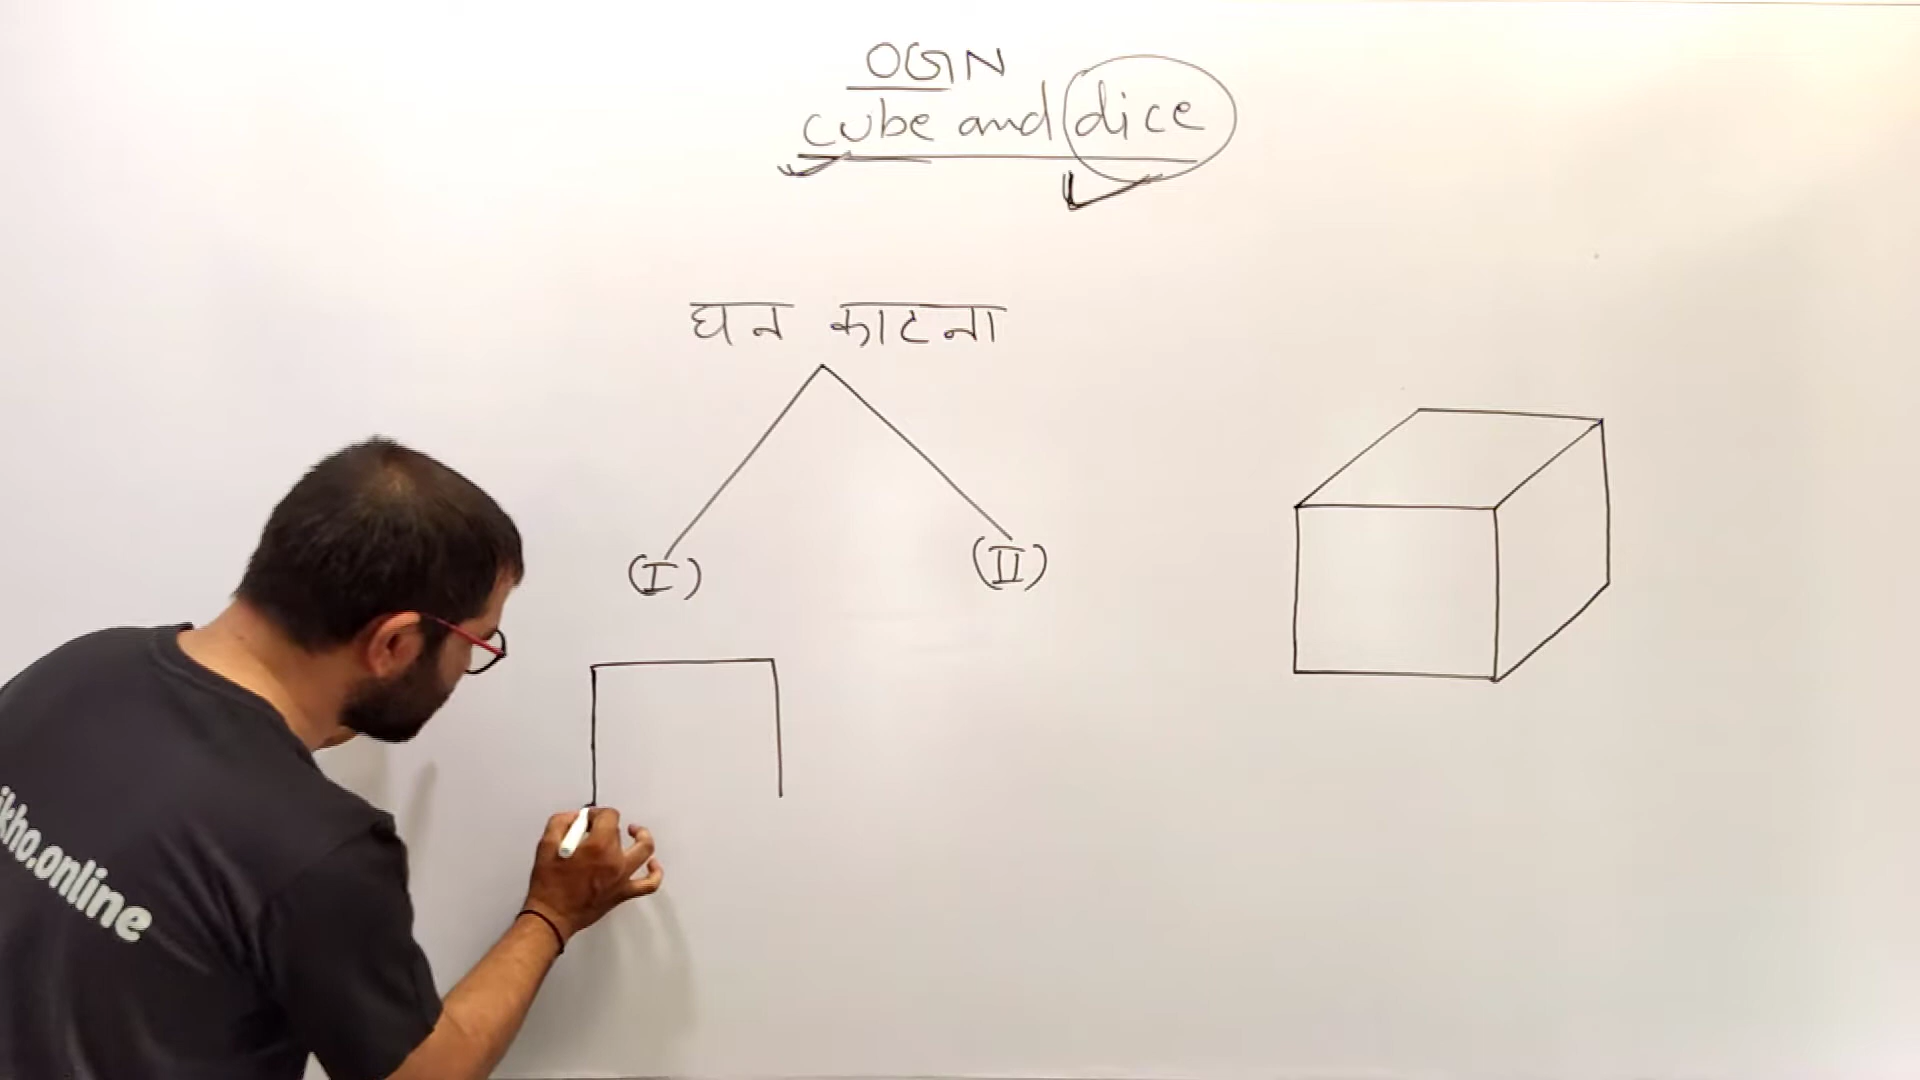 OGN
cube and dice
घन काटना
(I)
(II)
ikho.online